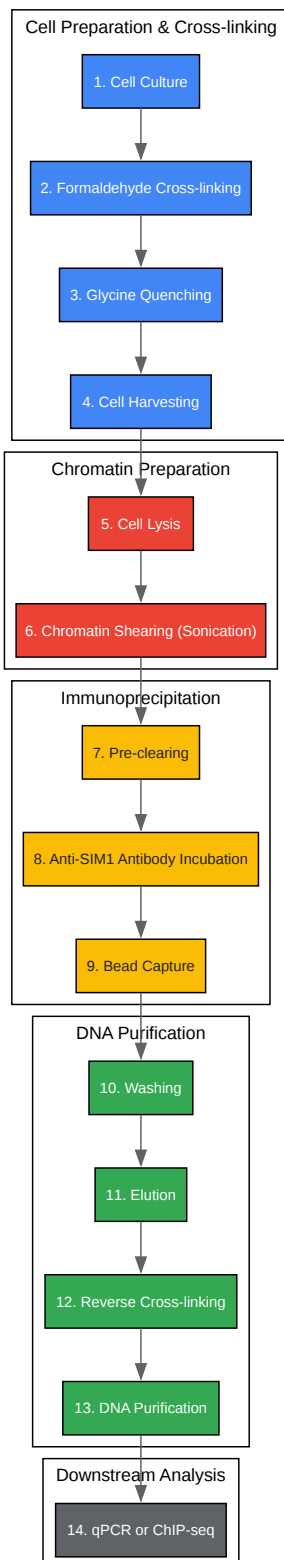 Cell Preparation & Cross-linking
1. Cell Culture
2. Formaldehyde Cross-linking
3. Glycine Quenching
4. Cell Harvesting
Chromatin Preparation
5. Cell Lysis
6. Chromatin Shearing (Sonication)
Immunoprecipitation
7. Pre-clearing
8. Anti-SIM1 Antibody Incubation
9. Bead Capture
DNA Purification
10. Washing
11. Elution
12. Reverse Cross-linking
13. DNA Purification
Downstream Analysis
14. qPCR or ChIP-seq